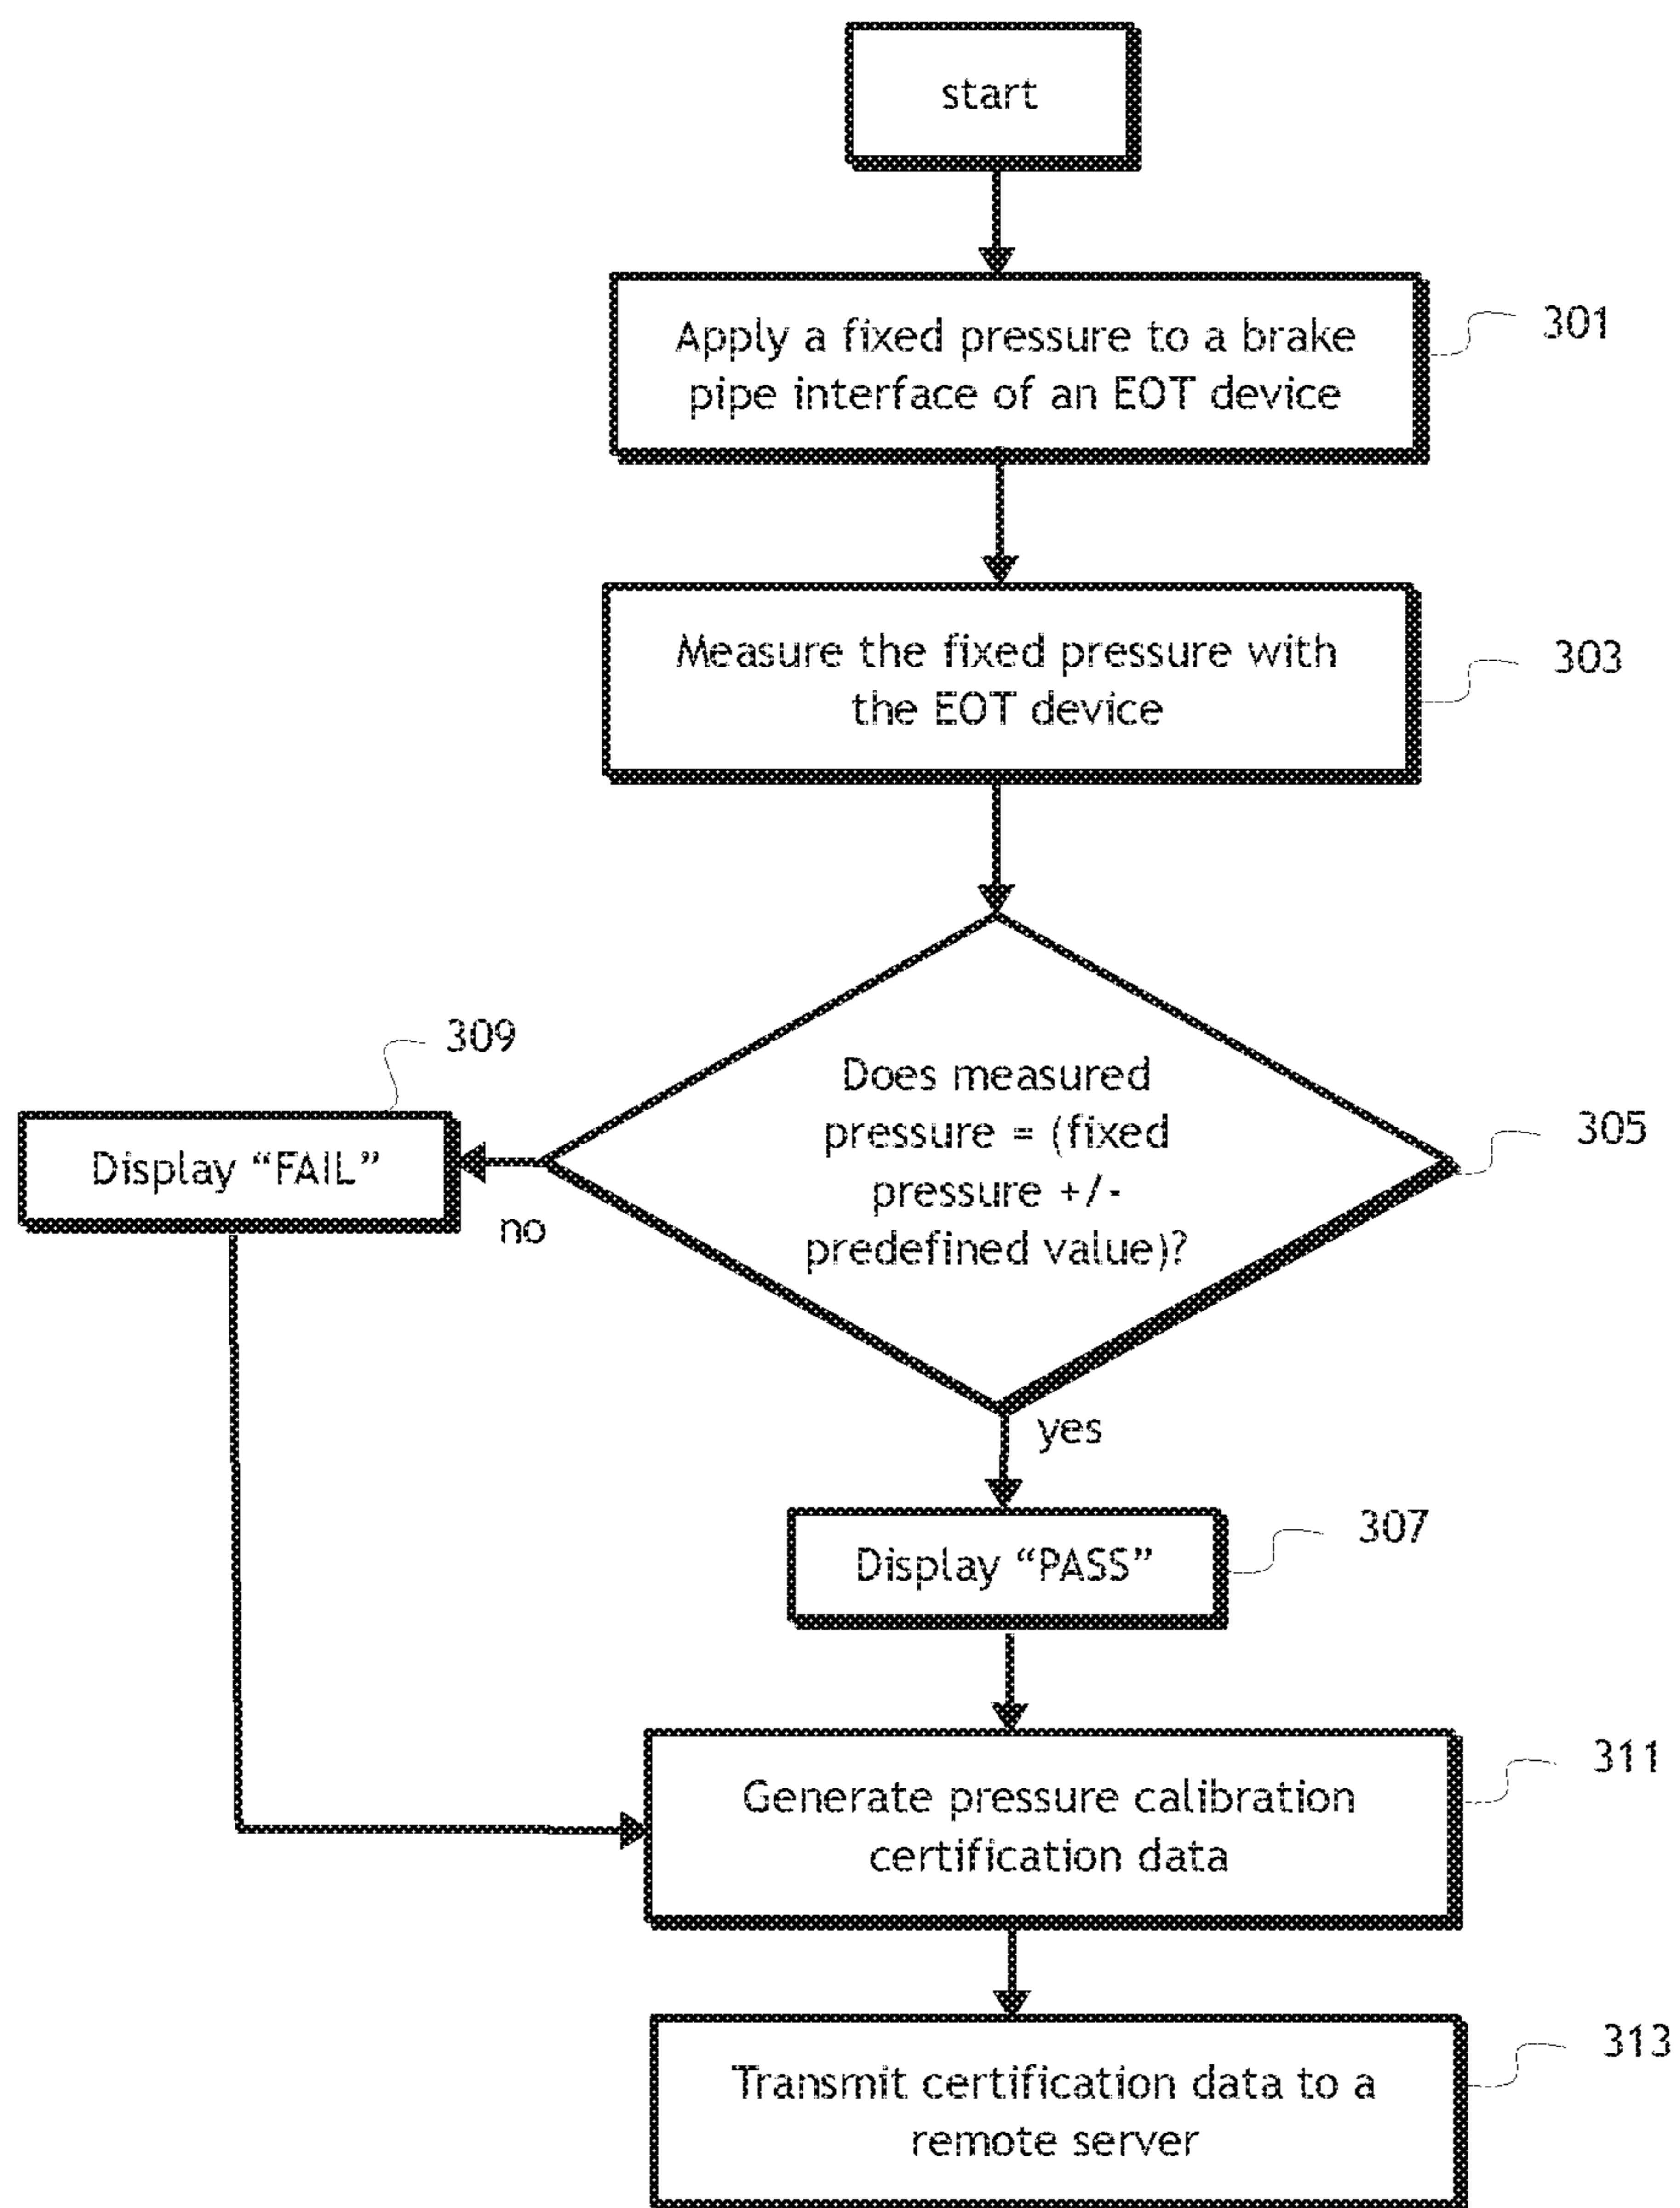 start
Apply a fixed pressure to a brake
pipe interface of an EOT device
301
Measure the fixed pressure with
the EOT device
303
Does measured
pressure = (fixed
pressure +/-
predefined value)?
305
309
Display “FAIL”
no
yes
Display “PASS”
307
Generate pressure calibration
certification data
311
Transmit certification data to a
remote server
313